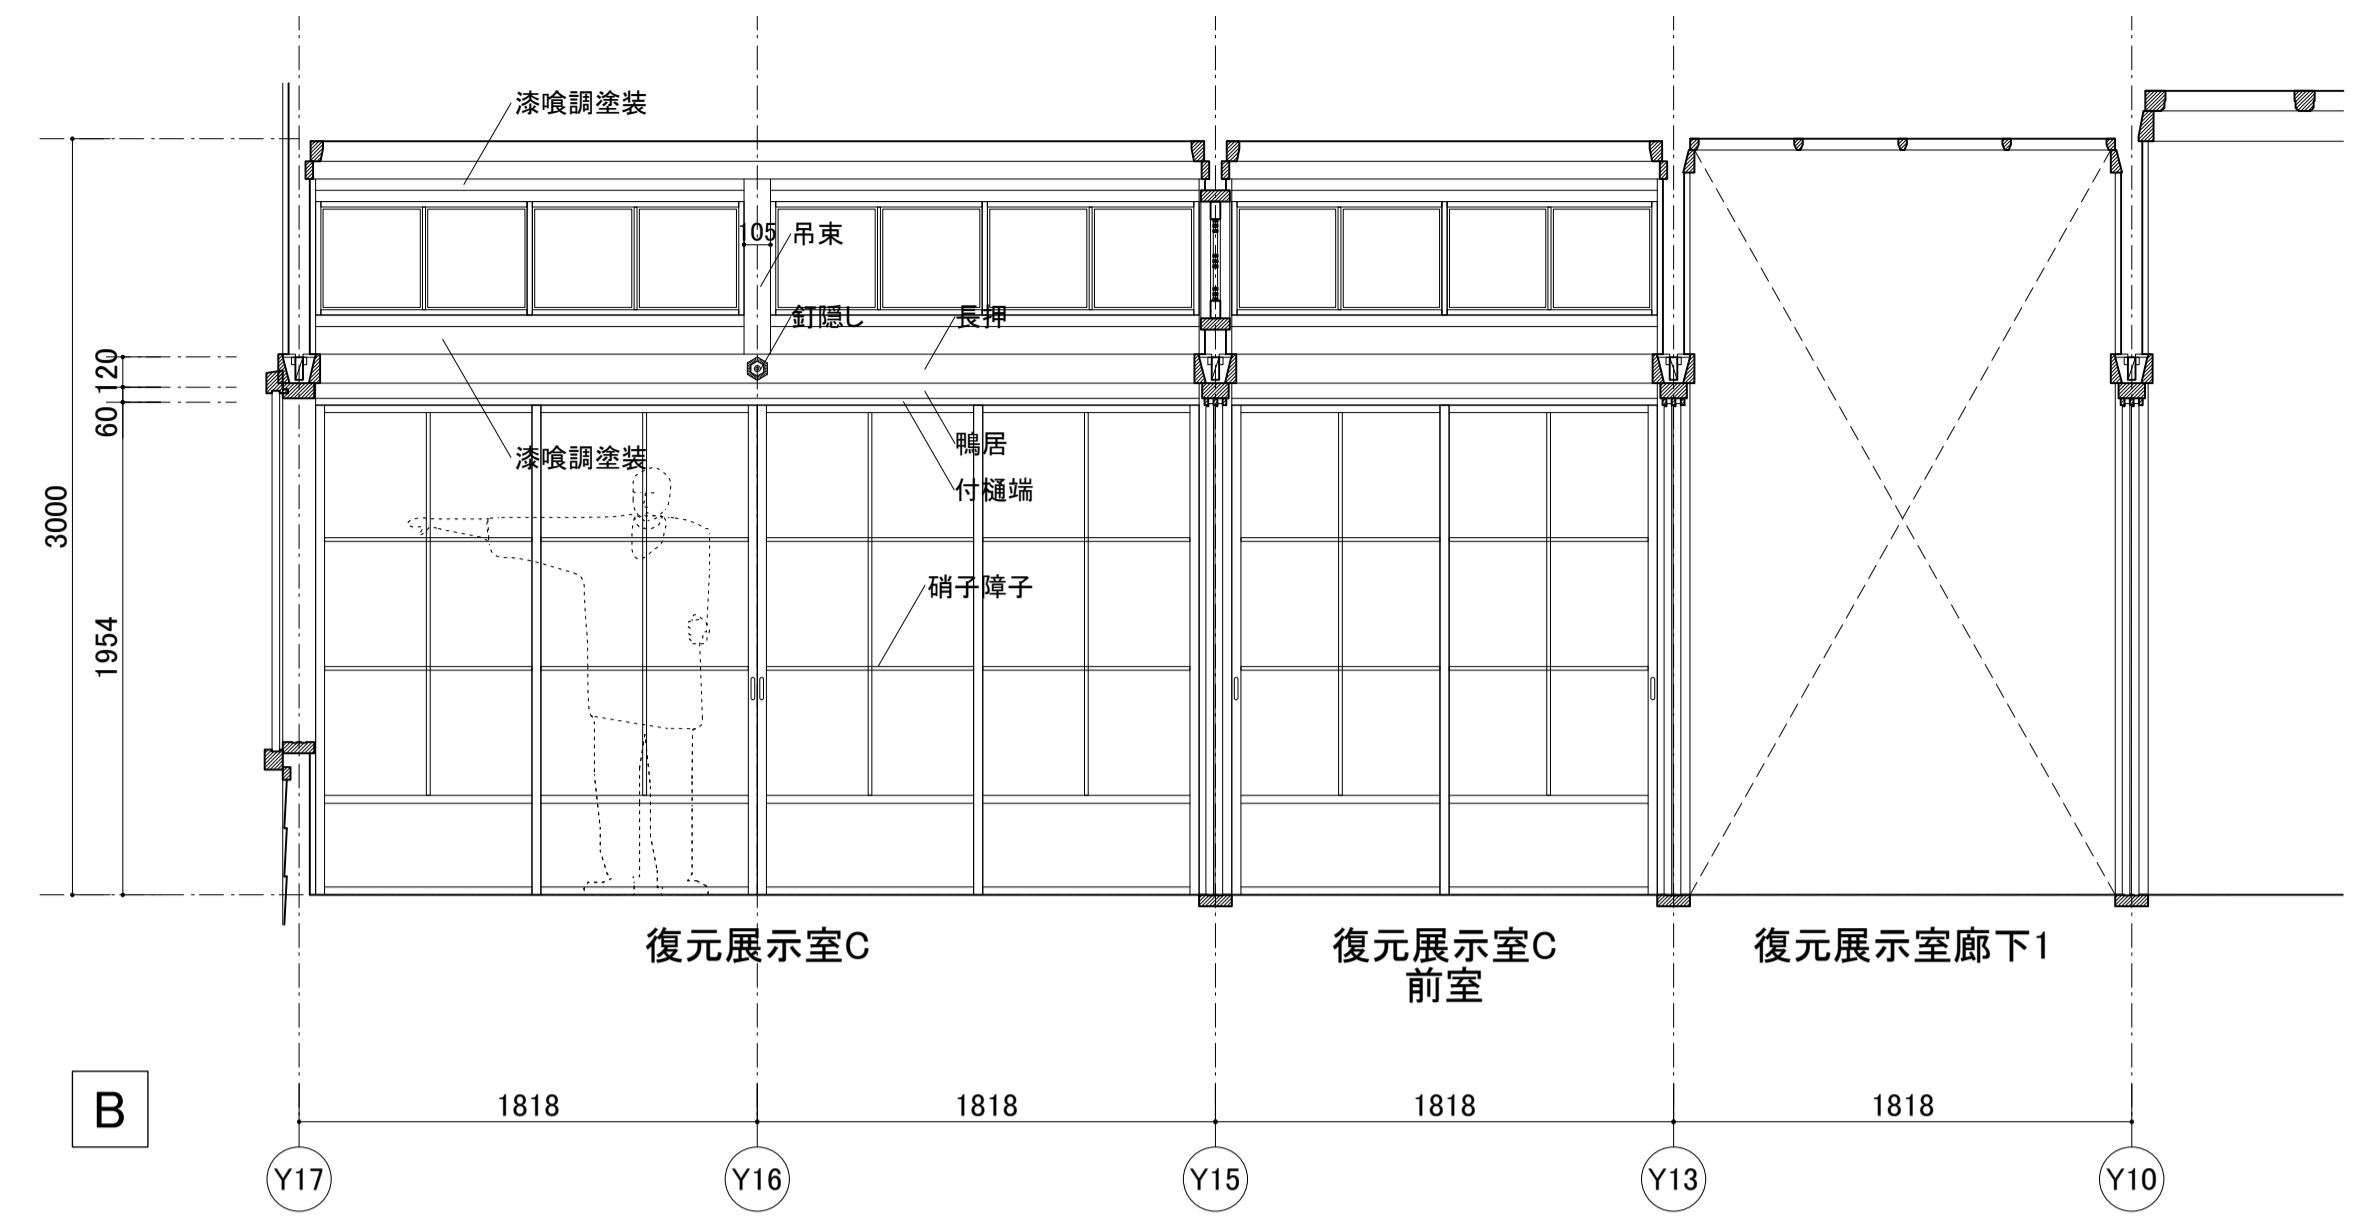 漆喰調塗装
105
吊束
釘隠し
長押
120
60
鴨居
漆喰調塗装
付樋端
3000
硝子障子
1954
復元展示室C
復元展示室C
前室
復元展示室廊下1
B
1818
1818
1818
1818
Y17
Y16
Y15
Y13
Y10